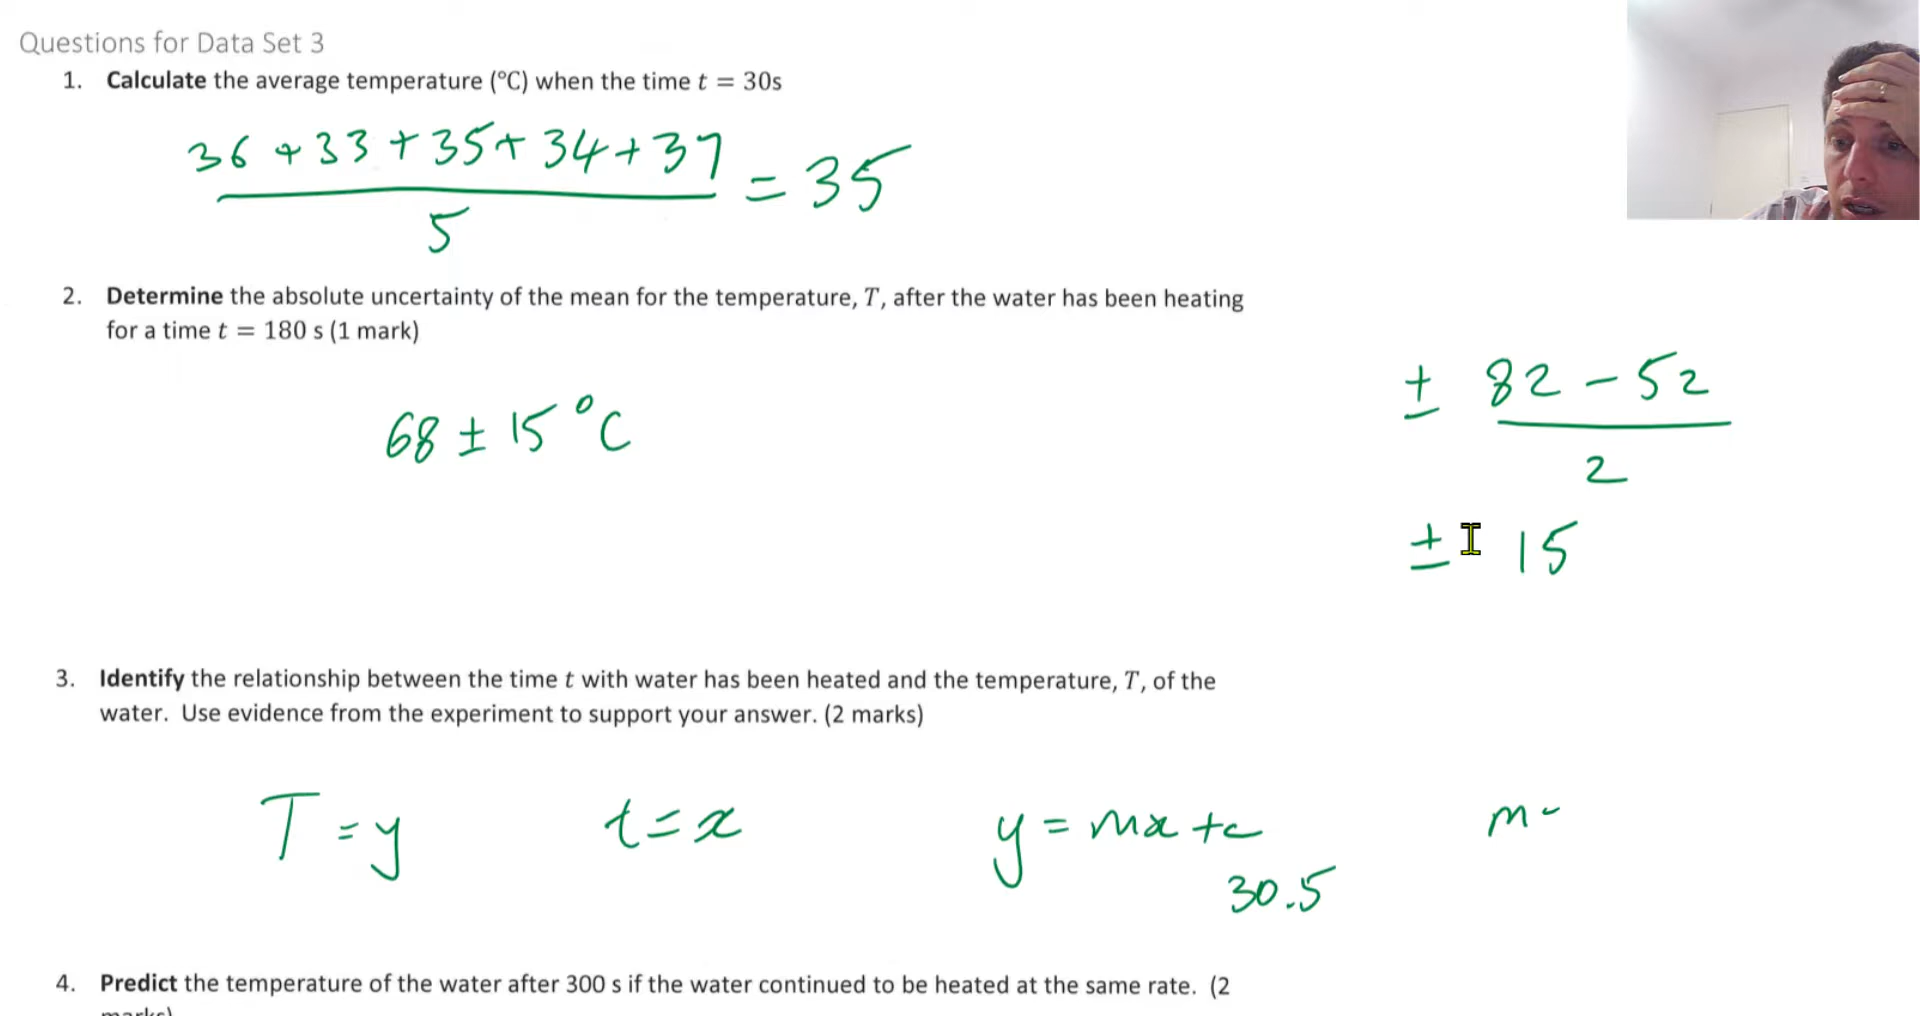 Questions for Data Set 3
1. Calculate the average temperature (°C) when the time t = 30s
36 + 33 + 35 + 34 + 37
= 35
5
2. Determine the absolute uncertainty of the mean for the temperature, T, after the water has been heating
for a time t = 180 s (1 mark)
± 82 - 52
2
68 ± 15 °C
± 15
3. Identify the relationship between the time t with water has been heated and the temperature, T, of the
water. Use evidence from the experiment to support your answer. (2 marks)
T = y t = x y = mx + c m -
30.5
4. Predict the temperature of the water after 300 s if the water continued to be heated at the same rate. (2
marks)